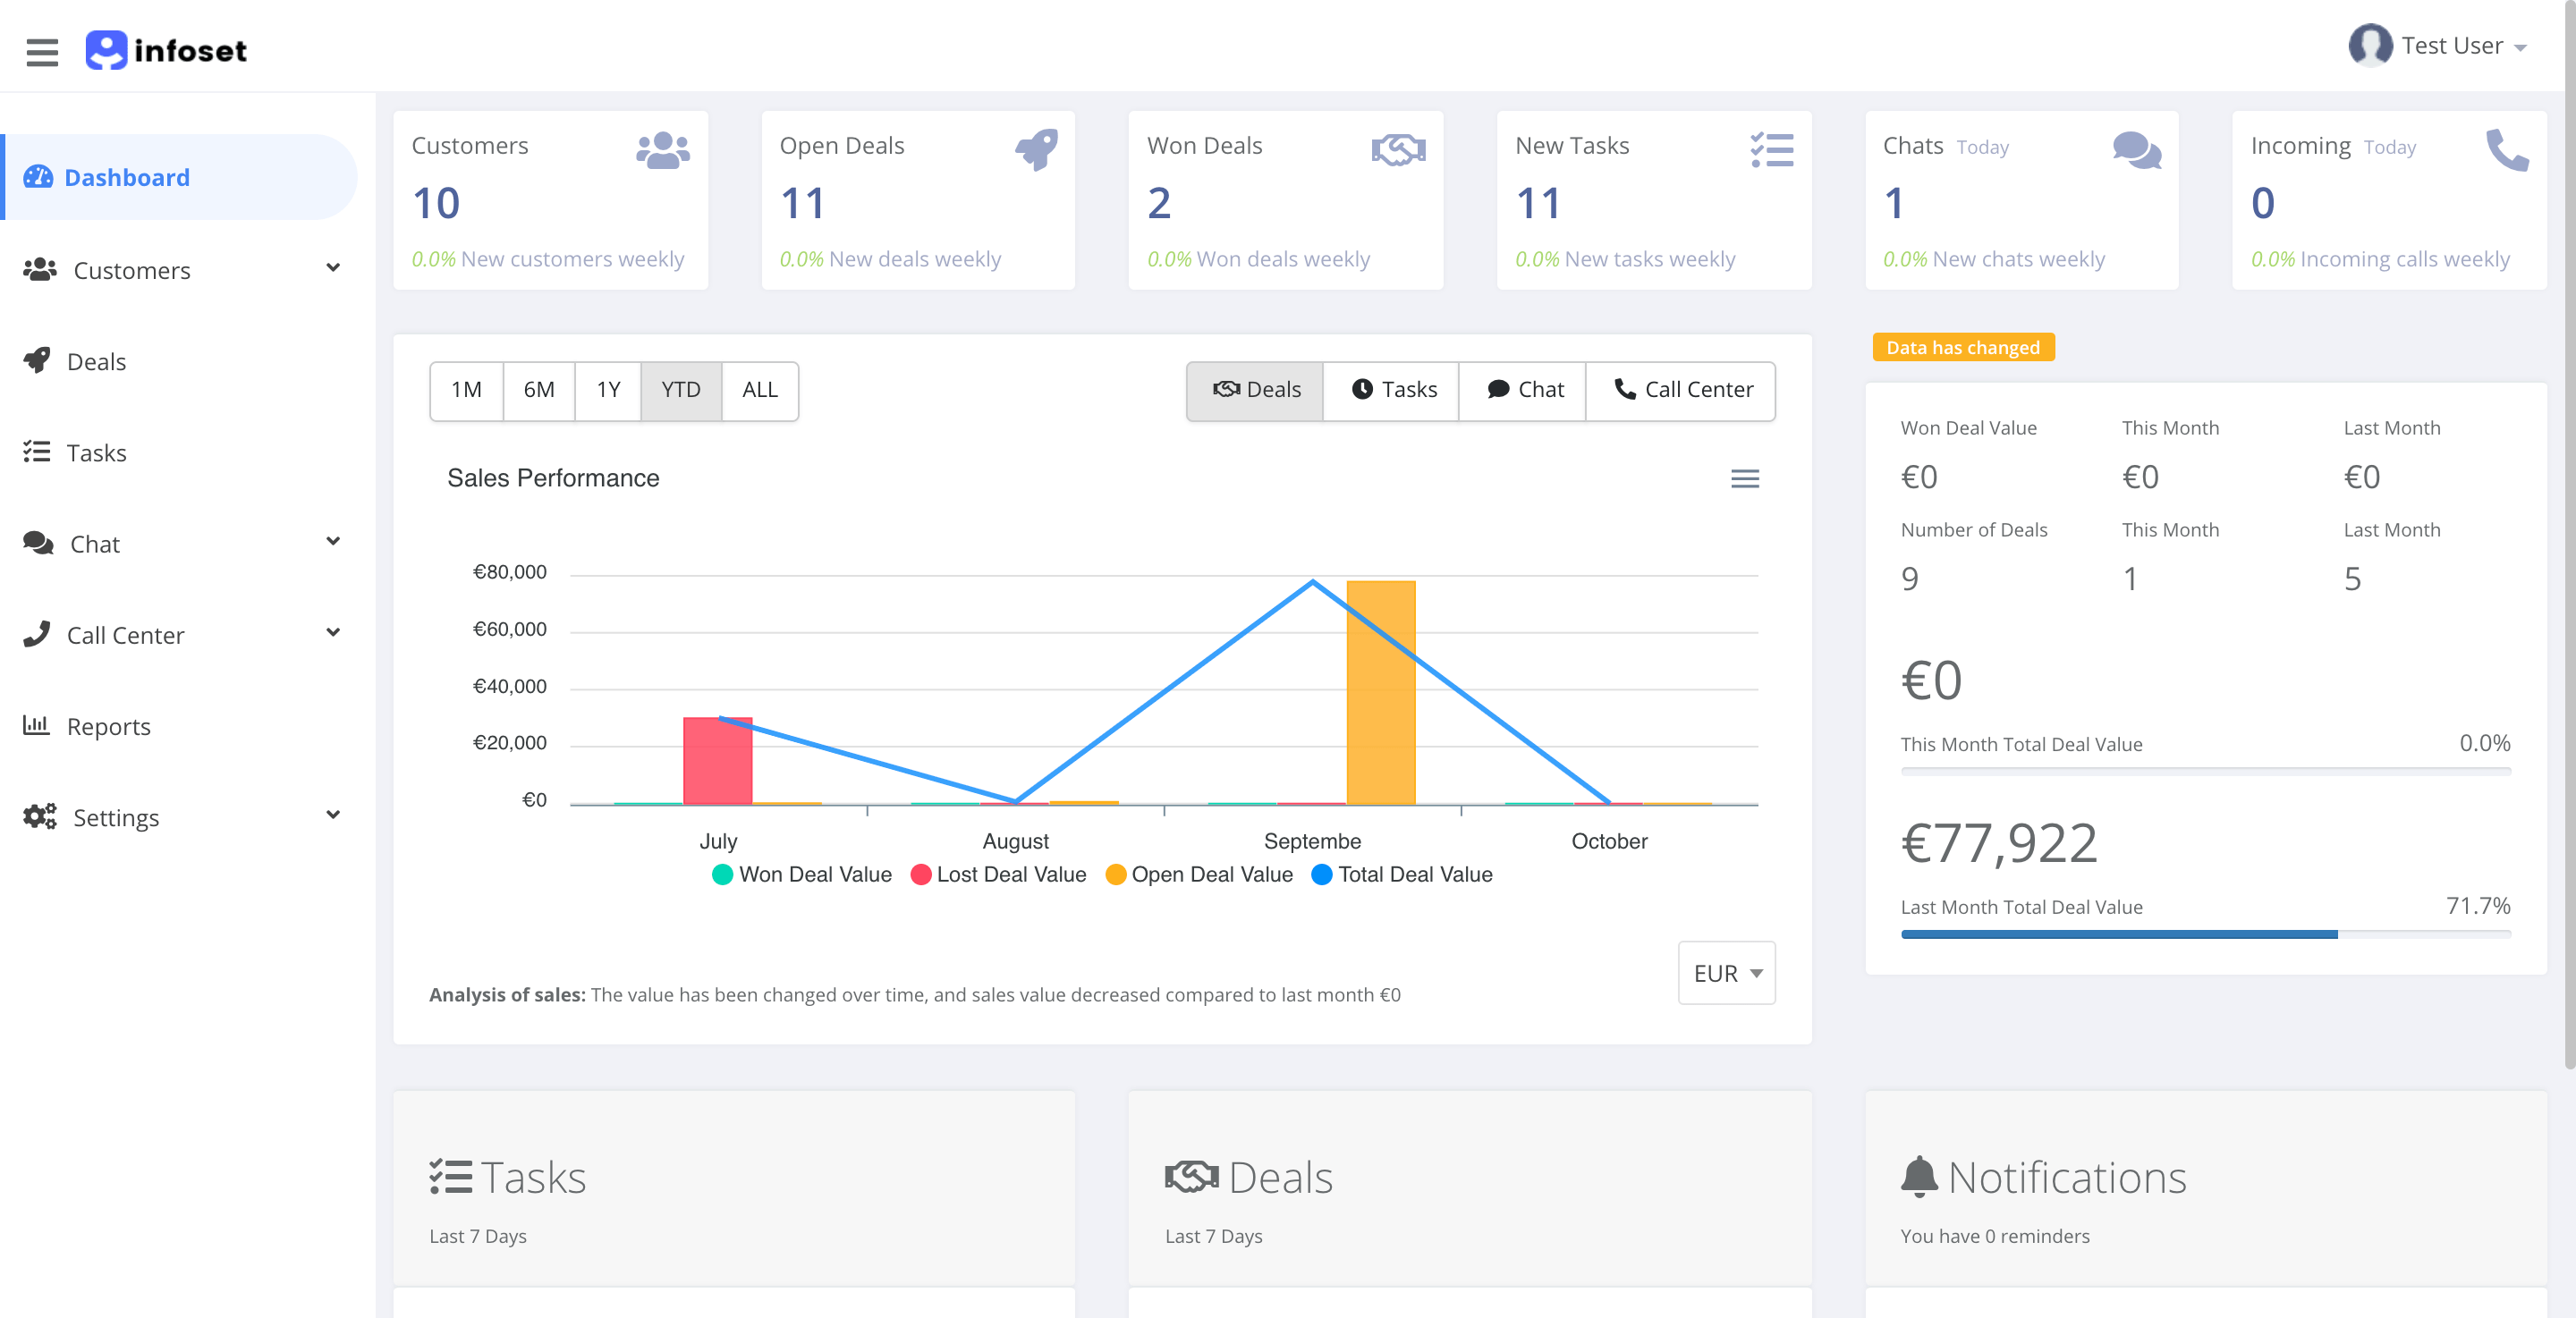 infoset
Test User
Dashboard
Customers
Deals
Tasks
Chat
Call Center
Reports
Settings
Customers
10
0.0% New customers weekly
Open Deals
11
0.0% New deals weekly
Won Deals
2
0.0% Won deals weekly
New Tasks
11
0.0% New tasks weekly
Chats Today
1
0.0% New chats weekly
Incoming Today
0
0.0% Incoming calls weekly
1M 6M 1Y YTD ALL
Deals Tasks Chat Call Center
Sales Performance
€80,000
€60,000
€40,000
€20,000
€0
July August Septembe October
Won Deal Value Lost Deal Value Open Deal Value Total Deal Value
EUR
Analysis of sales: The value has been changed over time, and sales value decreased compared to last month €0
Data has changed
Won Deal Value This Month Last Month
€0 €0 €0
Number of Deals This Month Last Month
9 1 5
€0
This Month Total Deal Value 0.0%
€77,922
Last Month Total Deal Value 71.7%
Tasks
Last 7 Days
Deals
Last 7 Days
Notifications
You have 0 reminders